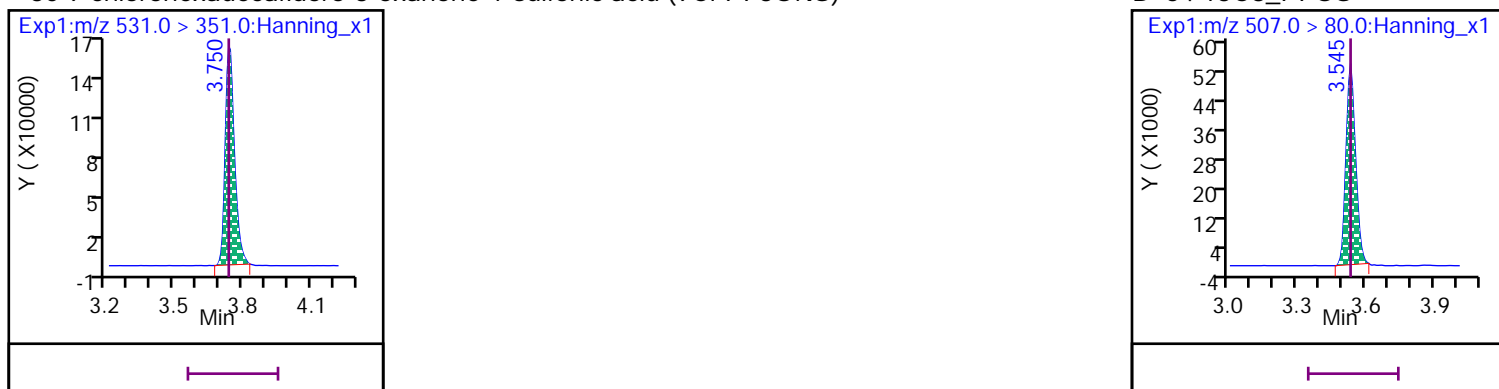 Exp1:m/z 531.0 > 351.0:Hanning_x1
17
14
11
8
5
2
-1
Y ( X10000)
3.750
3.2 3.5 3.8 4.1
Min
Exp1:m/z 507.0 > 80.0:Hanning_x1
60
52
44
36
28
20
12
4
-4
Y ( X1000)
3.545
3.0 3.3 3.6 3.9
Min